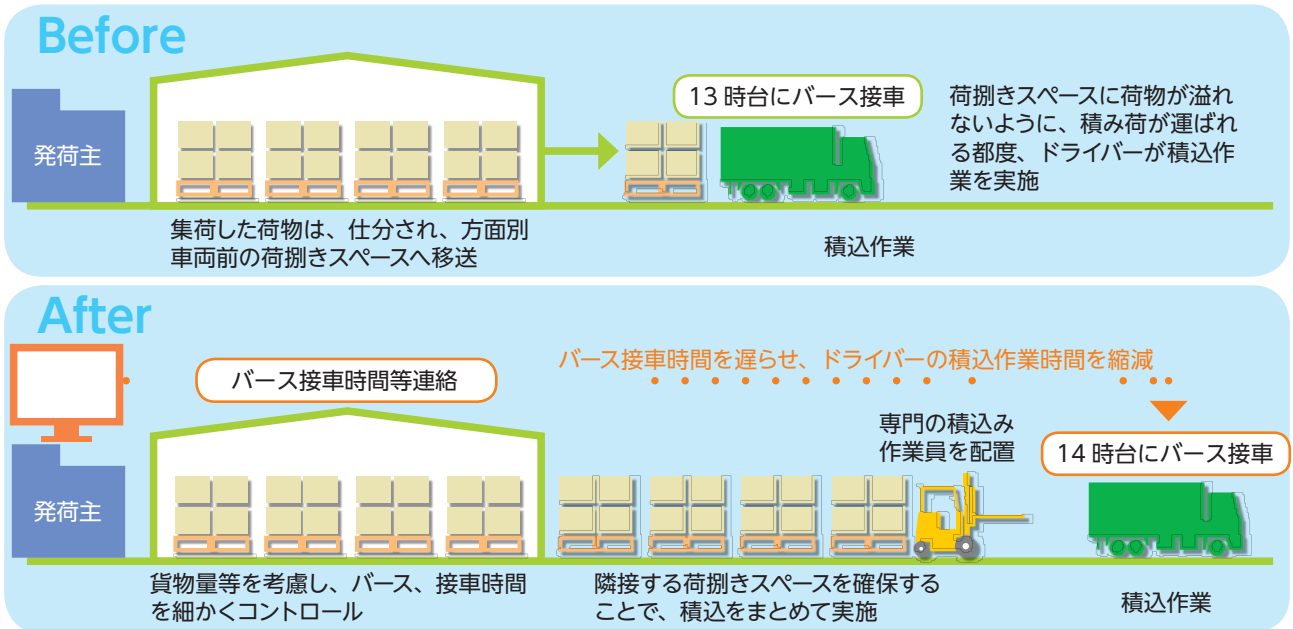 Before
発荷主
13 時台にバース接車
荷捌きスペースに荷物が溢れ
ないように、積み荷が運ばれ
る都度、ドライバーが積込作
業を実施
集荷した荷物は、仕分され、方面別
車両前の荷捌きスペースへ移送
積込作業
After
バース接車時間等連絡
バース接車時間を遅らせ、ドライバーの積込作業時間を縮減
専門の積込み
作業員を配置
14 時台にバース接車
発荷主
貨物量等を考慮し、バース、接車時間
を細かくコントロール
隣接する荷捌きスペースを確保する
ことで、積込をまとめて実施
積込作業